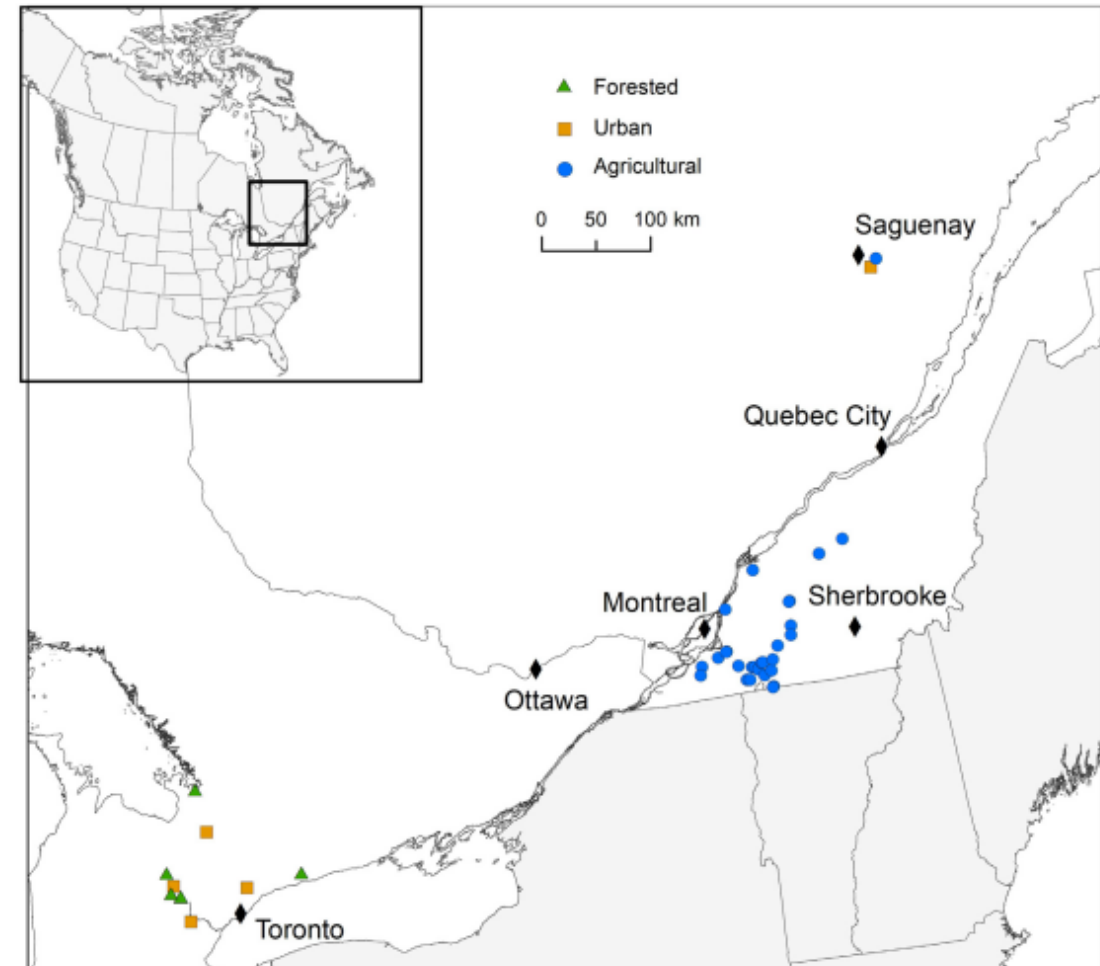 Forested
Urban
Agricultural
0 50 100 km
Saguenay
Quebec City
Montreal
Sherbrooke
Ottawa
Toronto